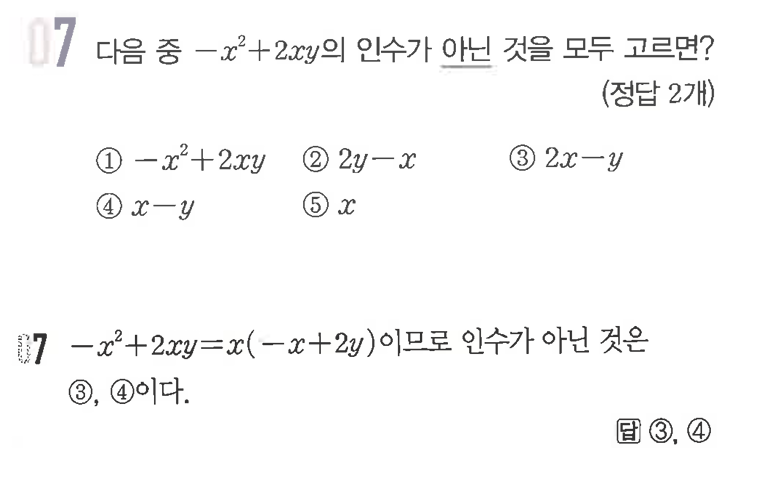 07 다음 중 −x²+2xy의 인수가 아닌 것을 모두 고르면?
(정답 2개)
① −x²+2xy ② 2y−x ③ 2x−y
④ x−y ⑤ x
07 −x²+2xy=x(−x+2y)이므로 인수가 아닌 것은
③, ④이다.
답 ③, ④